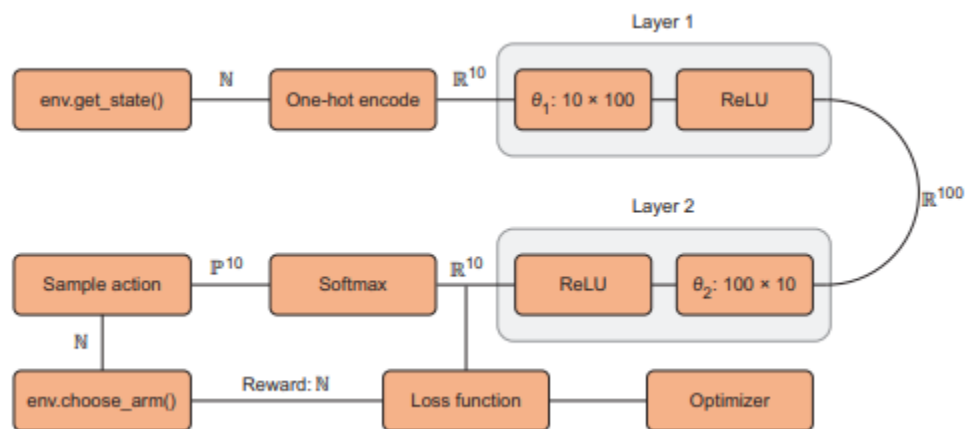 Layer 1
env.get_state()
ℕ
One-hot encode
ℝ¹⁰
θ₁: 10 × 100
ReLU
ℝ¹⁰⁰
Layer 2
Sample action
ℙ¹⁰
Softmax
ℝ¹⁰
ReLU
θ₂: 100 × 10
ℕ
env.choose_arm()
Reward: ℕ
Loss function
Optimizer